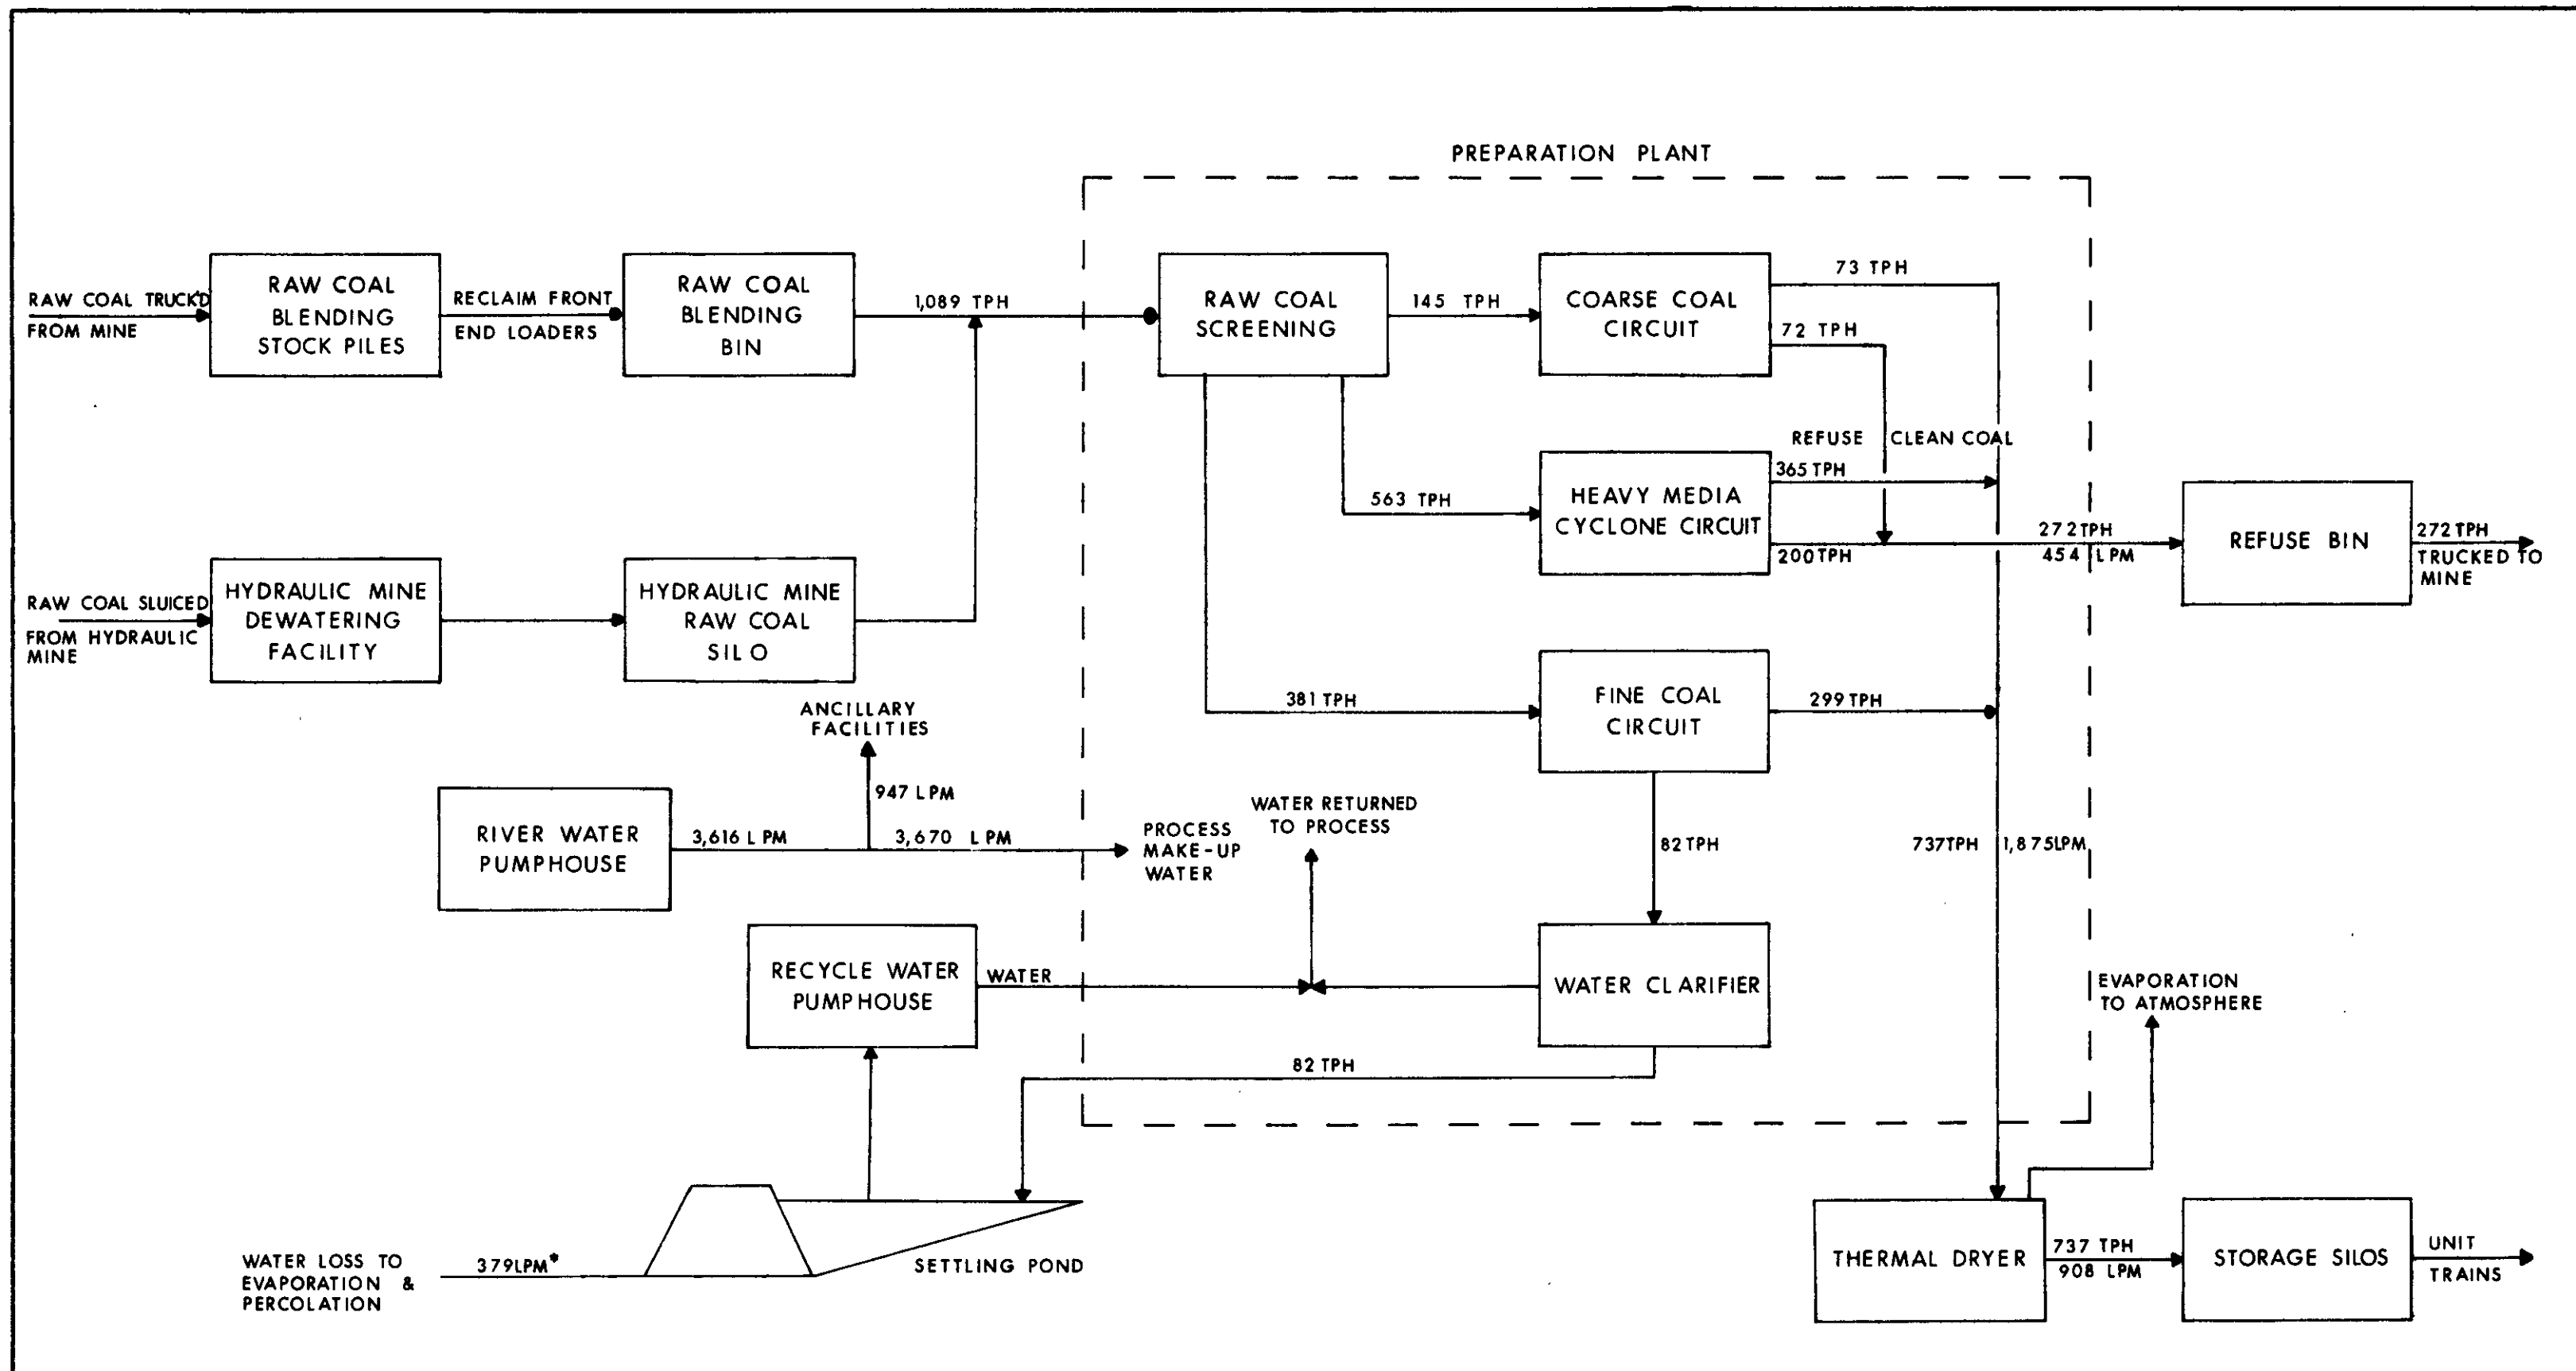 PREPARATION PLANT
RAW COAL TRUCK'D
FROM MINE
RAW COAL
BLENDING
STOCK PILES
RECLAIM FRONT
END LOADERS
RAW COAL
BLENDING
BIN
1,089 TPH
RAW COAL
SCREENING
145 TPH
COARSE COAL
CIRCUIT
73 TPH
72 TPH
REFUSE
CLEAN COAL
563 TPH
HEAVY MEDIA
CYCLONE CIRCUIT
365 TPH
200 TPH
272 TPH
454 LPM
REFUSE BIN
272 TPH
TRUCKED TO
MINE
RAW COAL SLUICED
FROM HYDRAULIC
MINE
HYDRAULIC MINE
DEWATERING
FACILITY
HYDRAULIC MINE
RAW COAL
SILO
381 TPH
FINE COAL
CIRCUIT
299 TPH
ANCILLARY
FACILITIES
947 LPM
RIVER WATER
PUMPHOUSE
3,616 LPM
3,670 LPM
PROCESS
MAKE-UP
WATER
WATER RETURNED
TO PROCESS
82 TPH
737 TPH
1,875 LPM
RECYCLE WATER
PUMPHOUSE
WATER
WATER CLARIFIER
EVAPORATION
TO ATMOSPHERE
82 TPH
WATER LOSS TO
EVAPORATION &
PERCOLATION
379 LPM*
SETTLING POND
THERMAL DRYER
737 TPH
908 LPM
STORAGE SILOS
UNIT
TRAINS